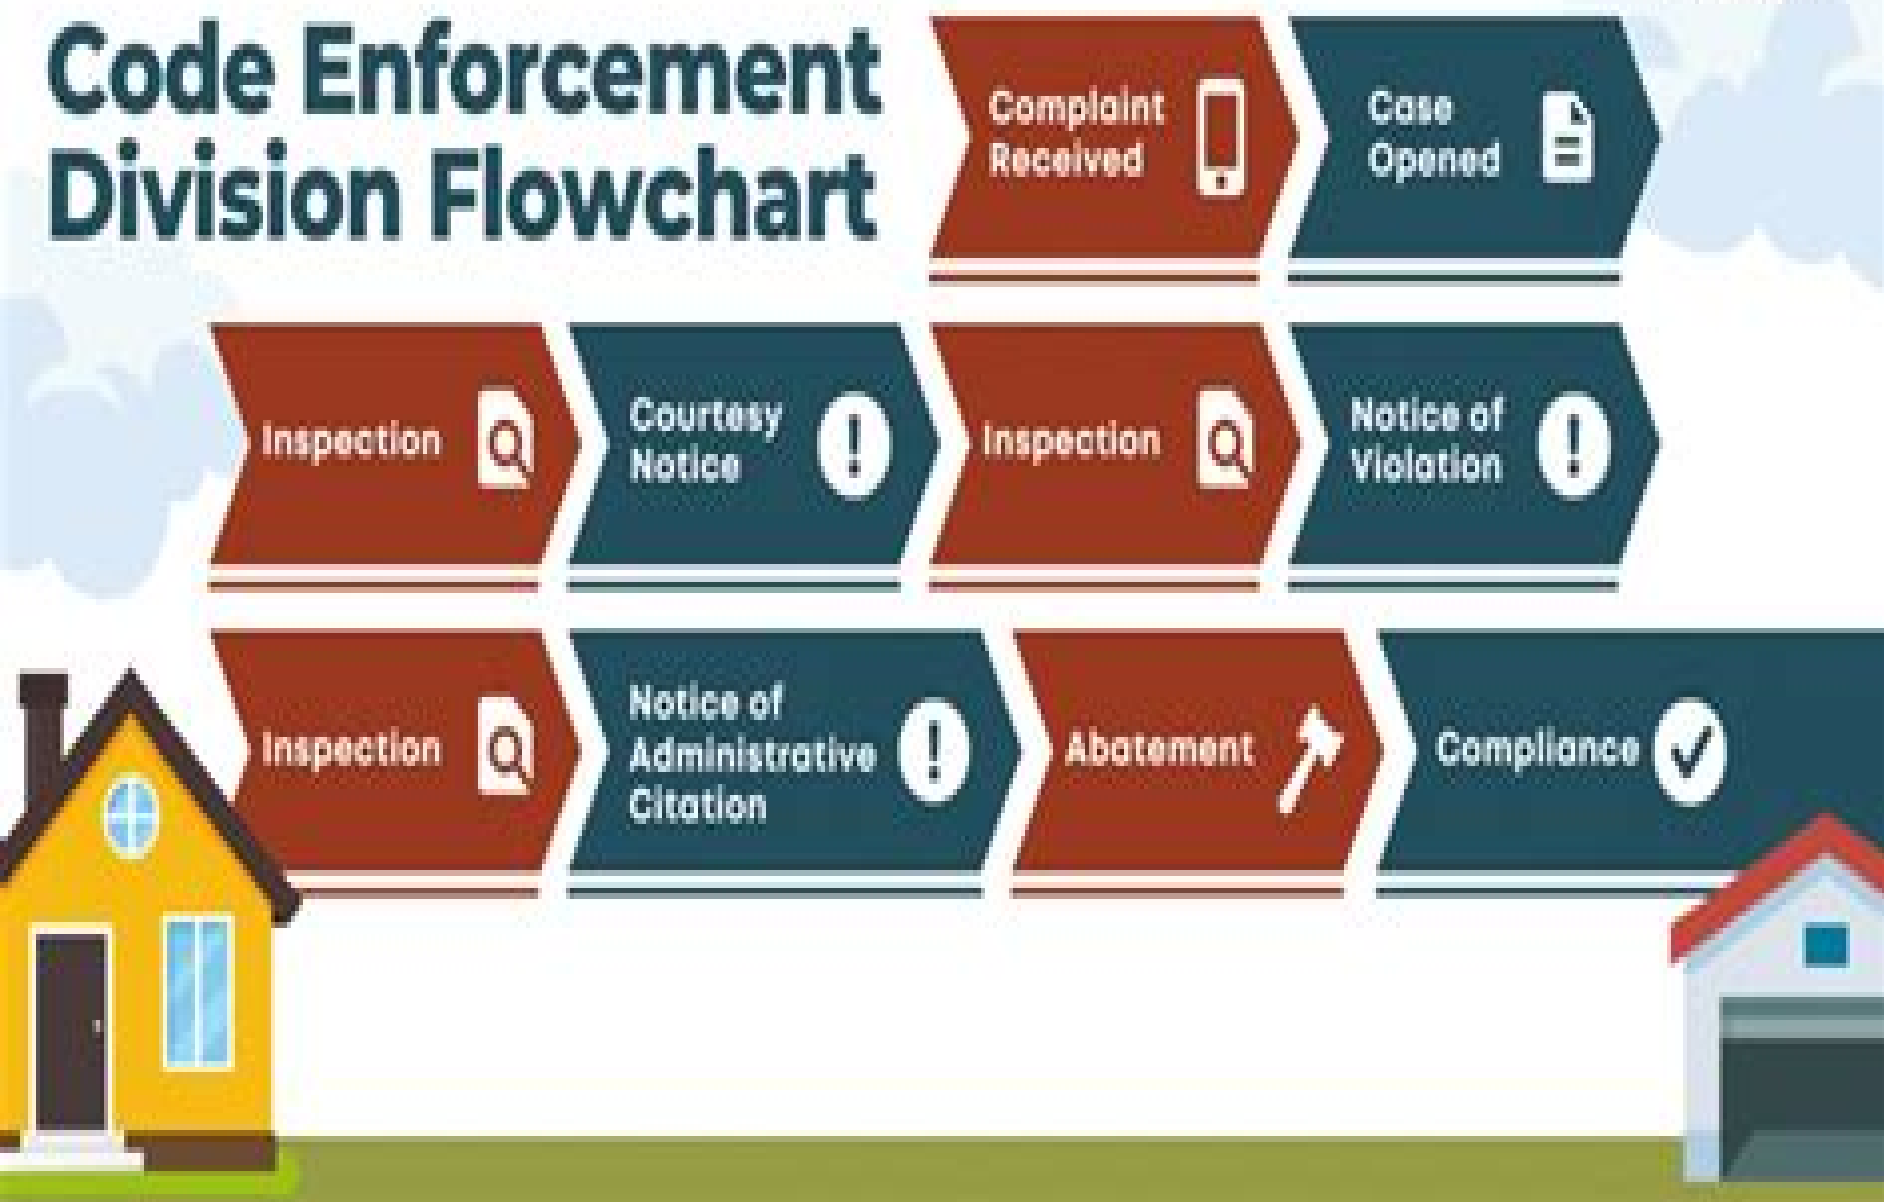 Code Enforcement
Division Flowchart
Complaint
Received
Case
Opened
Inspection
Courtesy
Notice
Inspection
Notice of
Violation
Inspection
Notice of
Administrative
Citation
Abatement
Compliance